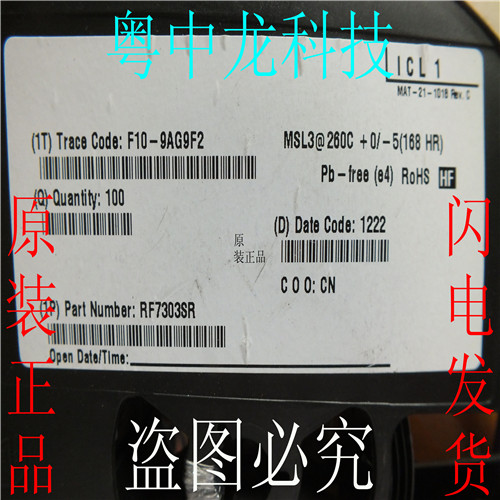 粤中龙科技
ICL 1
MAT-21-1018 Rev. C
(1T) Trace Code: F10-9AG9F2
MSL3@260C +0/-5(168 HR)
Pb-free (e4) RoHS HF
(Q) Quantity: 100
(D) Date Code: 1222
原
装正品
C O O: CN
(1P) Part Number: RF7303SR
Open Date/Time:
原装正品
闪电发货
盗图必究